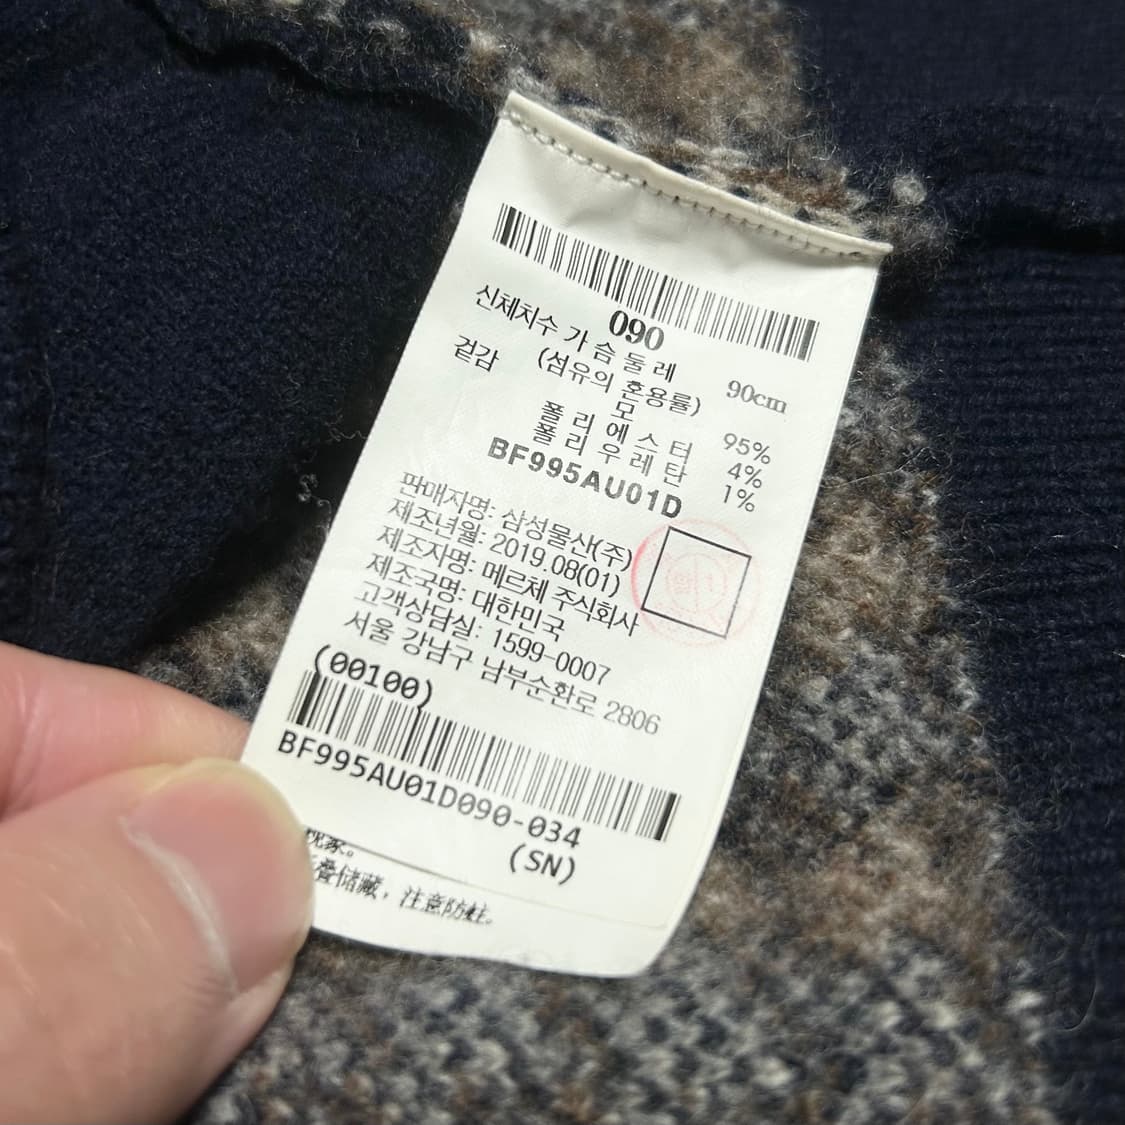 090
신체치수 가 슴 둘 레 90cm
겉감 (섬유의 혼용률)
모 95%
폴 리 에 스 터 4%
폴 리 우 레 탄 1%
BF995AU01D
판매자명: 삼성물산(주)
제조년월: 2019.08(01)
제조자명: 메르체 주식회사
제조국명: 대한민국
고객상담실: 1599-0007
서울 강남구 남부순환로 2806
(00100)
BF995AU01D090-034
(SN)
叠储藏，注意防蛀。